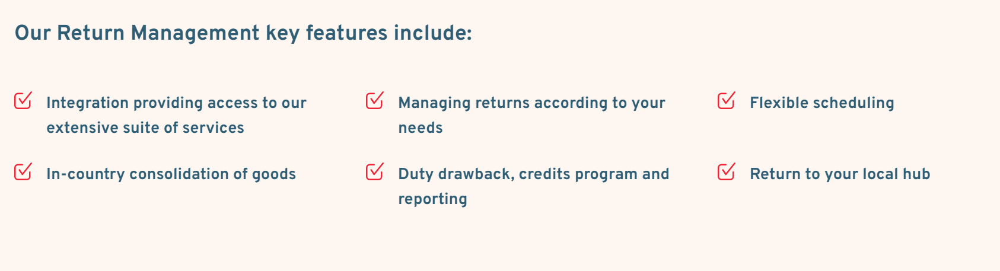 Our Return Management key features include:
Integration providing access to our
extensive suite of services
Managing returns according to your
needs
Flexible scheduling
In-country consolidation of goods
Duty drawback, credits program and
reporting
Return to your local hub